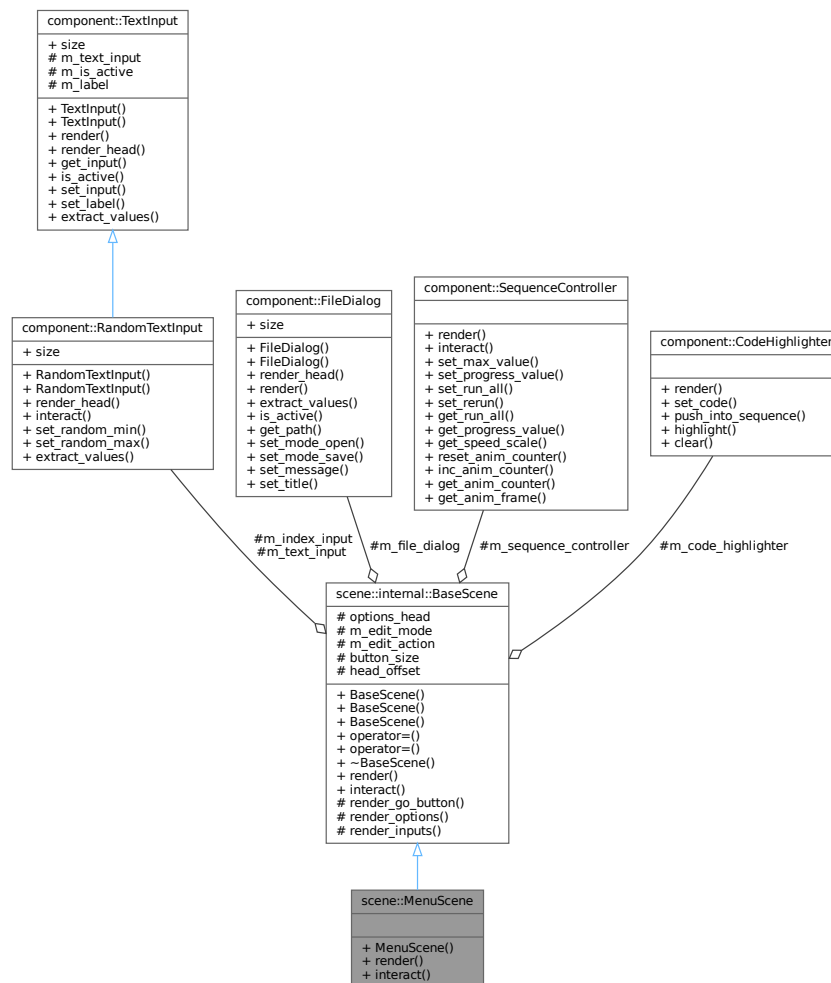 component::TextInput
+ size
# m_text_input
# m_is_active
# m_label
+ TextInput()
+ TextInput()
+ render()
+ render_head()
+ get_input()
+ is_active()
+ set_input()
+ set_label()
+ extract_values()
component::RandomTextInput
+ size
+ RandomTextInput()
+ RandomTextInput()
+ render_head()
+ interact()
+ set_random_min()
+ set_random_max()
+ extract_values()
component::FileDialog
+ size
+ FileDialog()
+ FileDialog()
+ render_head()
+ render()
+ extract_values()
+ is_active()
+ get_path()
+ set_mode_open()
+ set_mode_save()
+ set_message()
+ set_title()
component::SequenceController
+ render()
+ interact()
+ set_max_value()
+ set_progress_value()
+ set_run_all()
+ set_rerun()
+ get_run_all()
+ get_progress_value()
+ get_speed_scale()
+ reset_anim_counter()
+ inc_anim_counter()
+ get_anim_counter()
+ get_anim_frame()
component::CodeHighlighter
+ render()
+ set_code()
+ push_into_sequence()
+ highlight()
+ clear()
#m_index_input
#m_text_input
#m_file_dialog
#m_sequence_controller
#m_code_highlighter
scene::internal::BaseScene
# options_head
# m_edit_mode
# m_edit_action
# button_size
# head_offset
+ BaseScene()
+ BaseScene()
+ BaseScene()
+ operator=()
+ operator=()
+ ~BaseScene()
+ render()
+ interact()
# render_go_button()
# render_options()
# render_inputs()
scene::MenuScene
+ MenuScene()
+ render()
+ interact()